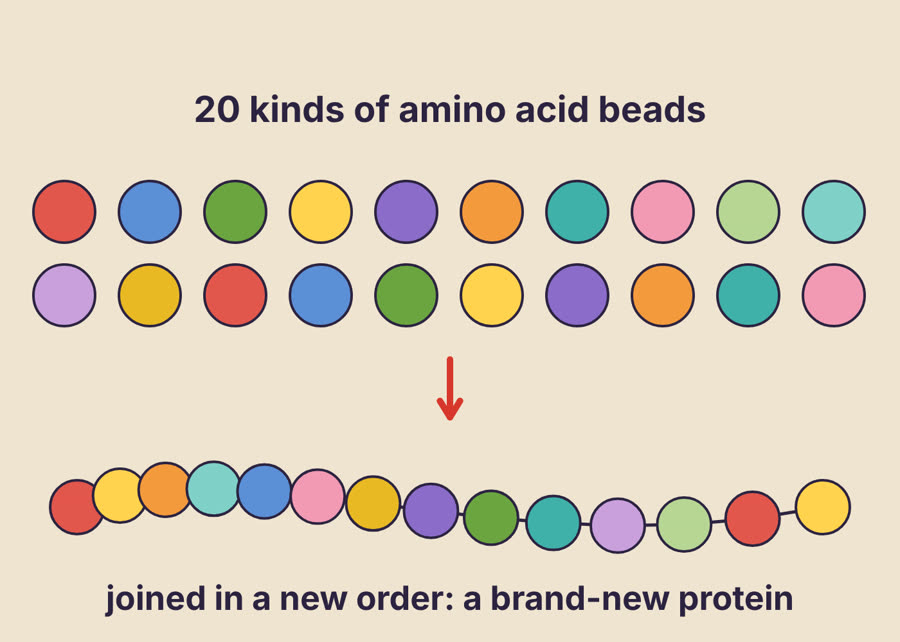 20 kinds of amino acid beads
joined in a new order: a brand-new protein